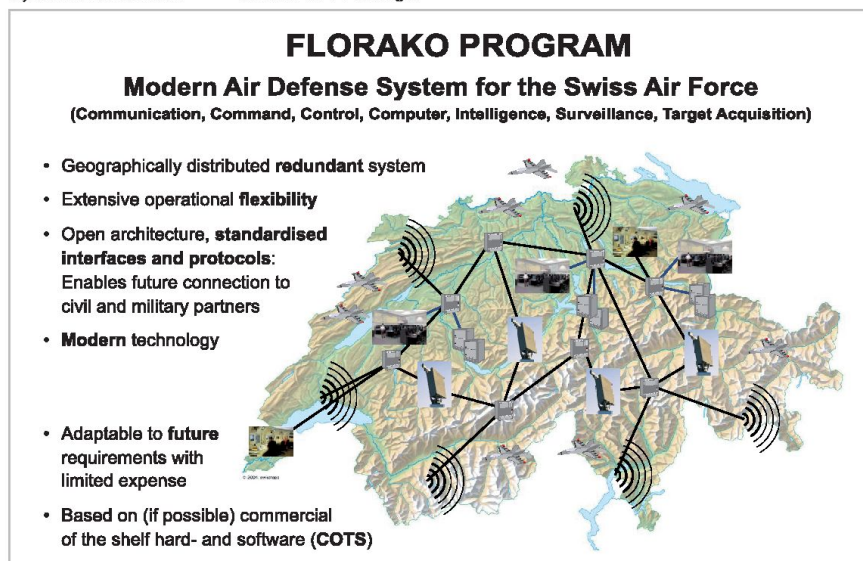 FLORAKO PROGRAM
Modern Air Defense System for the Swiss Air Force
(Communication, Command, Control, Computer, Intelligence, Surveillance, Target Acquisition)
• Geographically distributed redundant system
• Extensive operational flexibility
• Open architecture, standardised
interfaces and protocols:
Enables future connection to
civil and military partners
• Modern technology
• Adaptable to future
requirements with
limited expense
• Based on (if possible) commercial
of the shelf hard- and software (COTS)